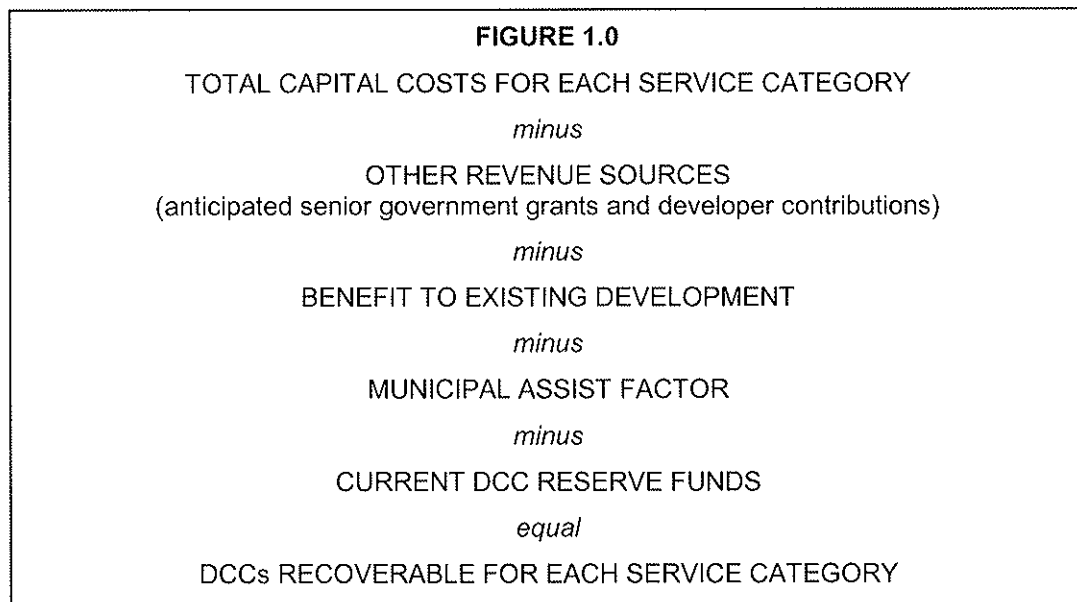 FIGURE 1.0
TOTAL CAPITAL COSTS FOR EACH SERVICE CATEGORY
minus
OTHER REVENUE SOURCES
(anticipated senior government grants and developer contributions)
minus
BENEFIT TO EXISTING DEVELOPMENT
minus
MUNICIPAL ASSIST FACTOR
minus
CURRENT DCC RESERVE FUNDS
equal
DCCs RECOVERABLE FOR EACH SERVICE CATEGORY